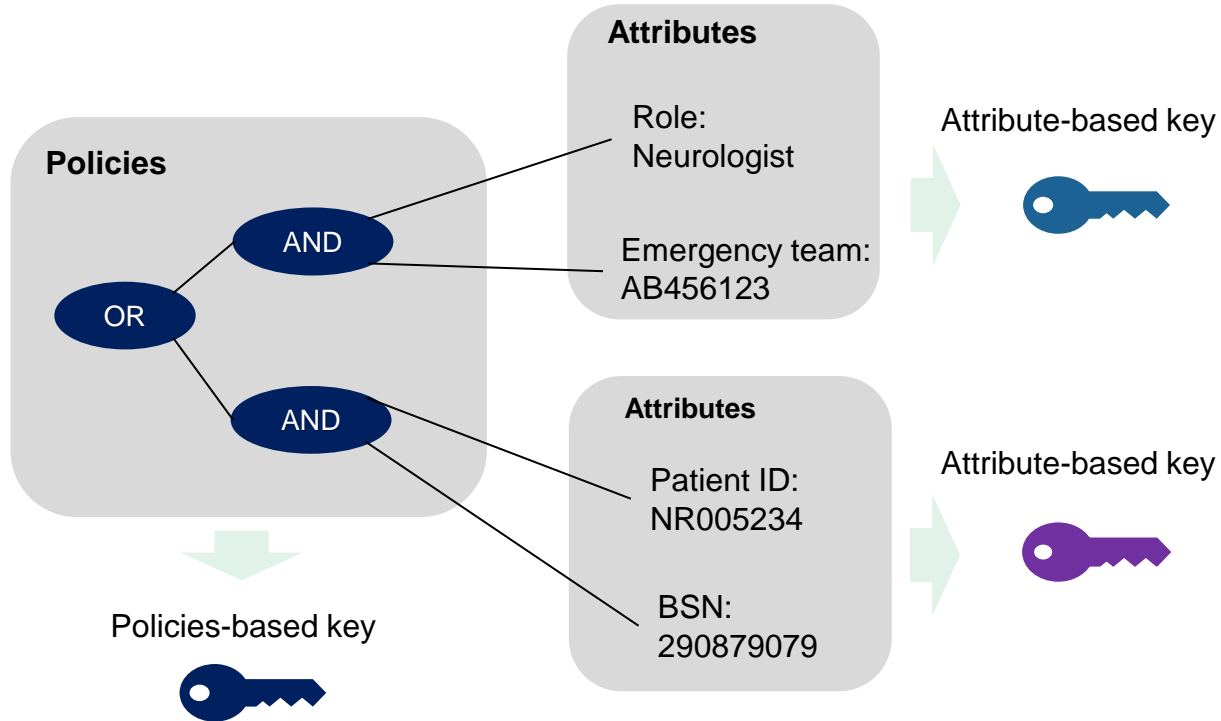 Policies
OR
AND
AND
Policies-based key
Attributes
Role:
Neurologist
Emergency team:
AB456123
Attribute-based key
Attributes
Patient ID:
NR005234
BSN:
290879079
Attribute-based key